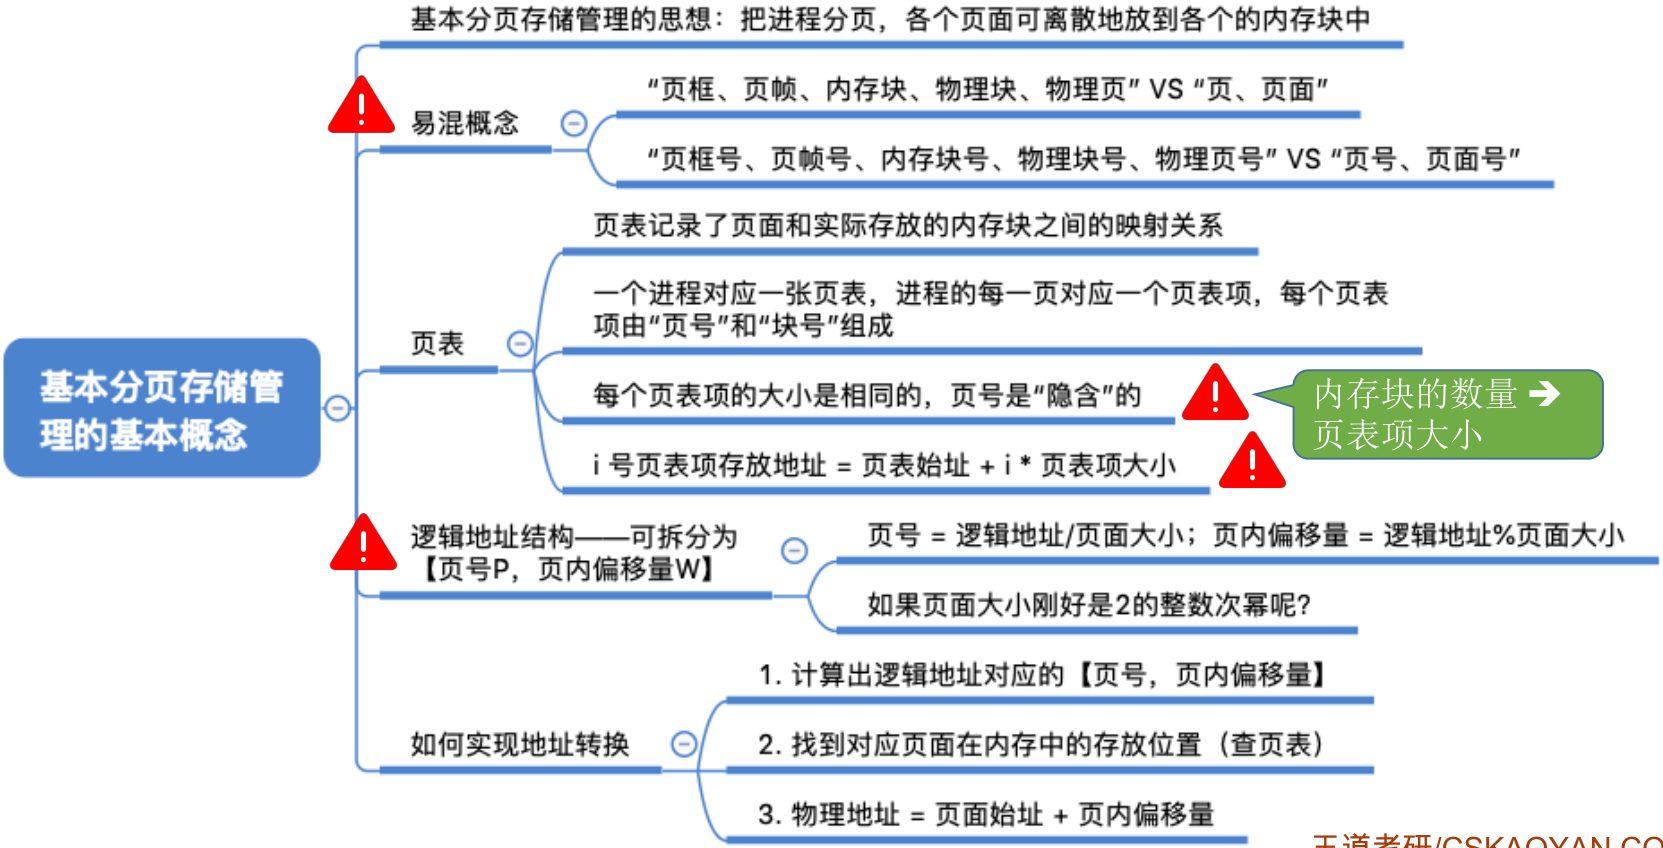 基本分页存储管理的思想：把进程分页，各个页面可离散地放到各个的内存块中
易混概念
“页框、页帧、内存块、物理块、物理页” VS “页、页面”
“页框号、页帧号、内存块号、物理块号、物理页号” VS “页号、页面号”
页表记录了页面和实际存放的内存块之间的映射关系
一个进程对应一张页表，进程的每一页对应一个页表项，每个页表
项由“页号”和“块号”组成
页表
每个页表项的大小是相同的，页号是“隐含”的
内存块的数量 ➔
页表项大小
i 号页表项存放地址 = 页表始址 + i * 页表项大小
基本分页存储管
理的基本概念
逻辑地址结构——可拆分为
【页号P，页内偏移量W】
页号 = 逻辑地址/页面大小；页内偏移量 = 逻辑地址%页面大小
如果页面大小刚好是2的整数次幂呢?
如何实现地址转换
1. 计算出逻辑地址对应的【页号，页内偏移量】
2. 找到对应页面在内存中的存放位置（查页表）
3. 物理地址 = 页面始址 + 页内偏移量
王道考研/CSKAOYAN.CO